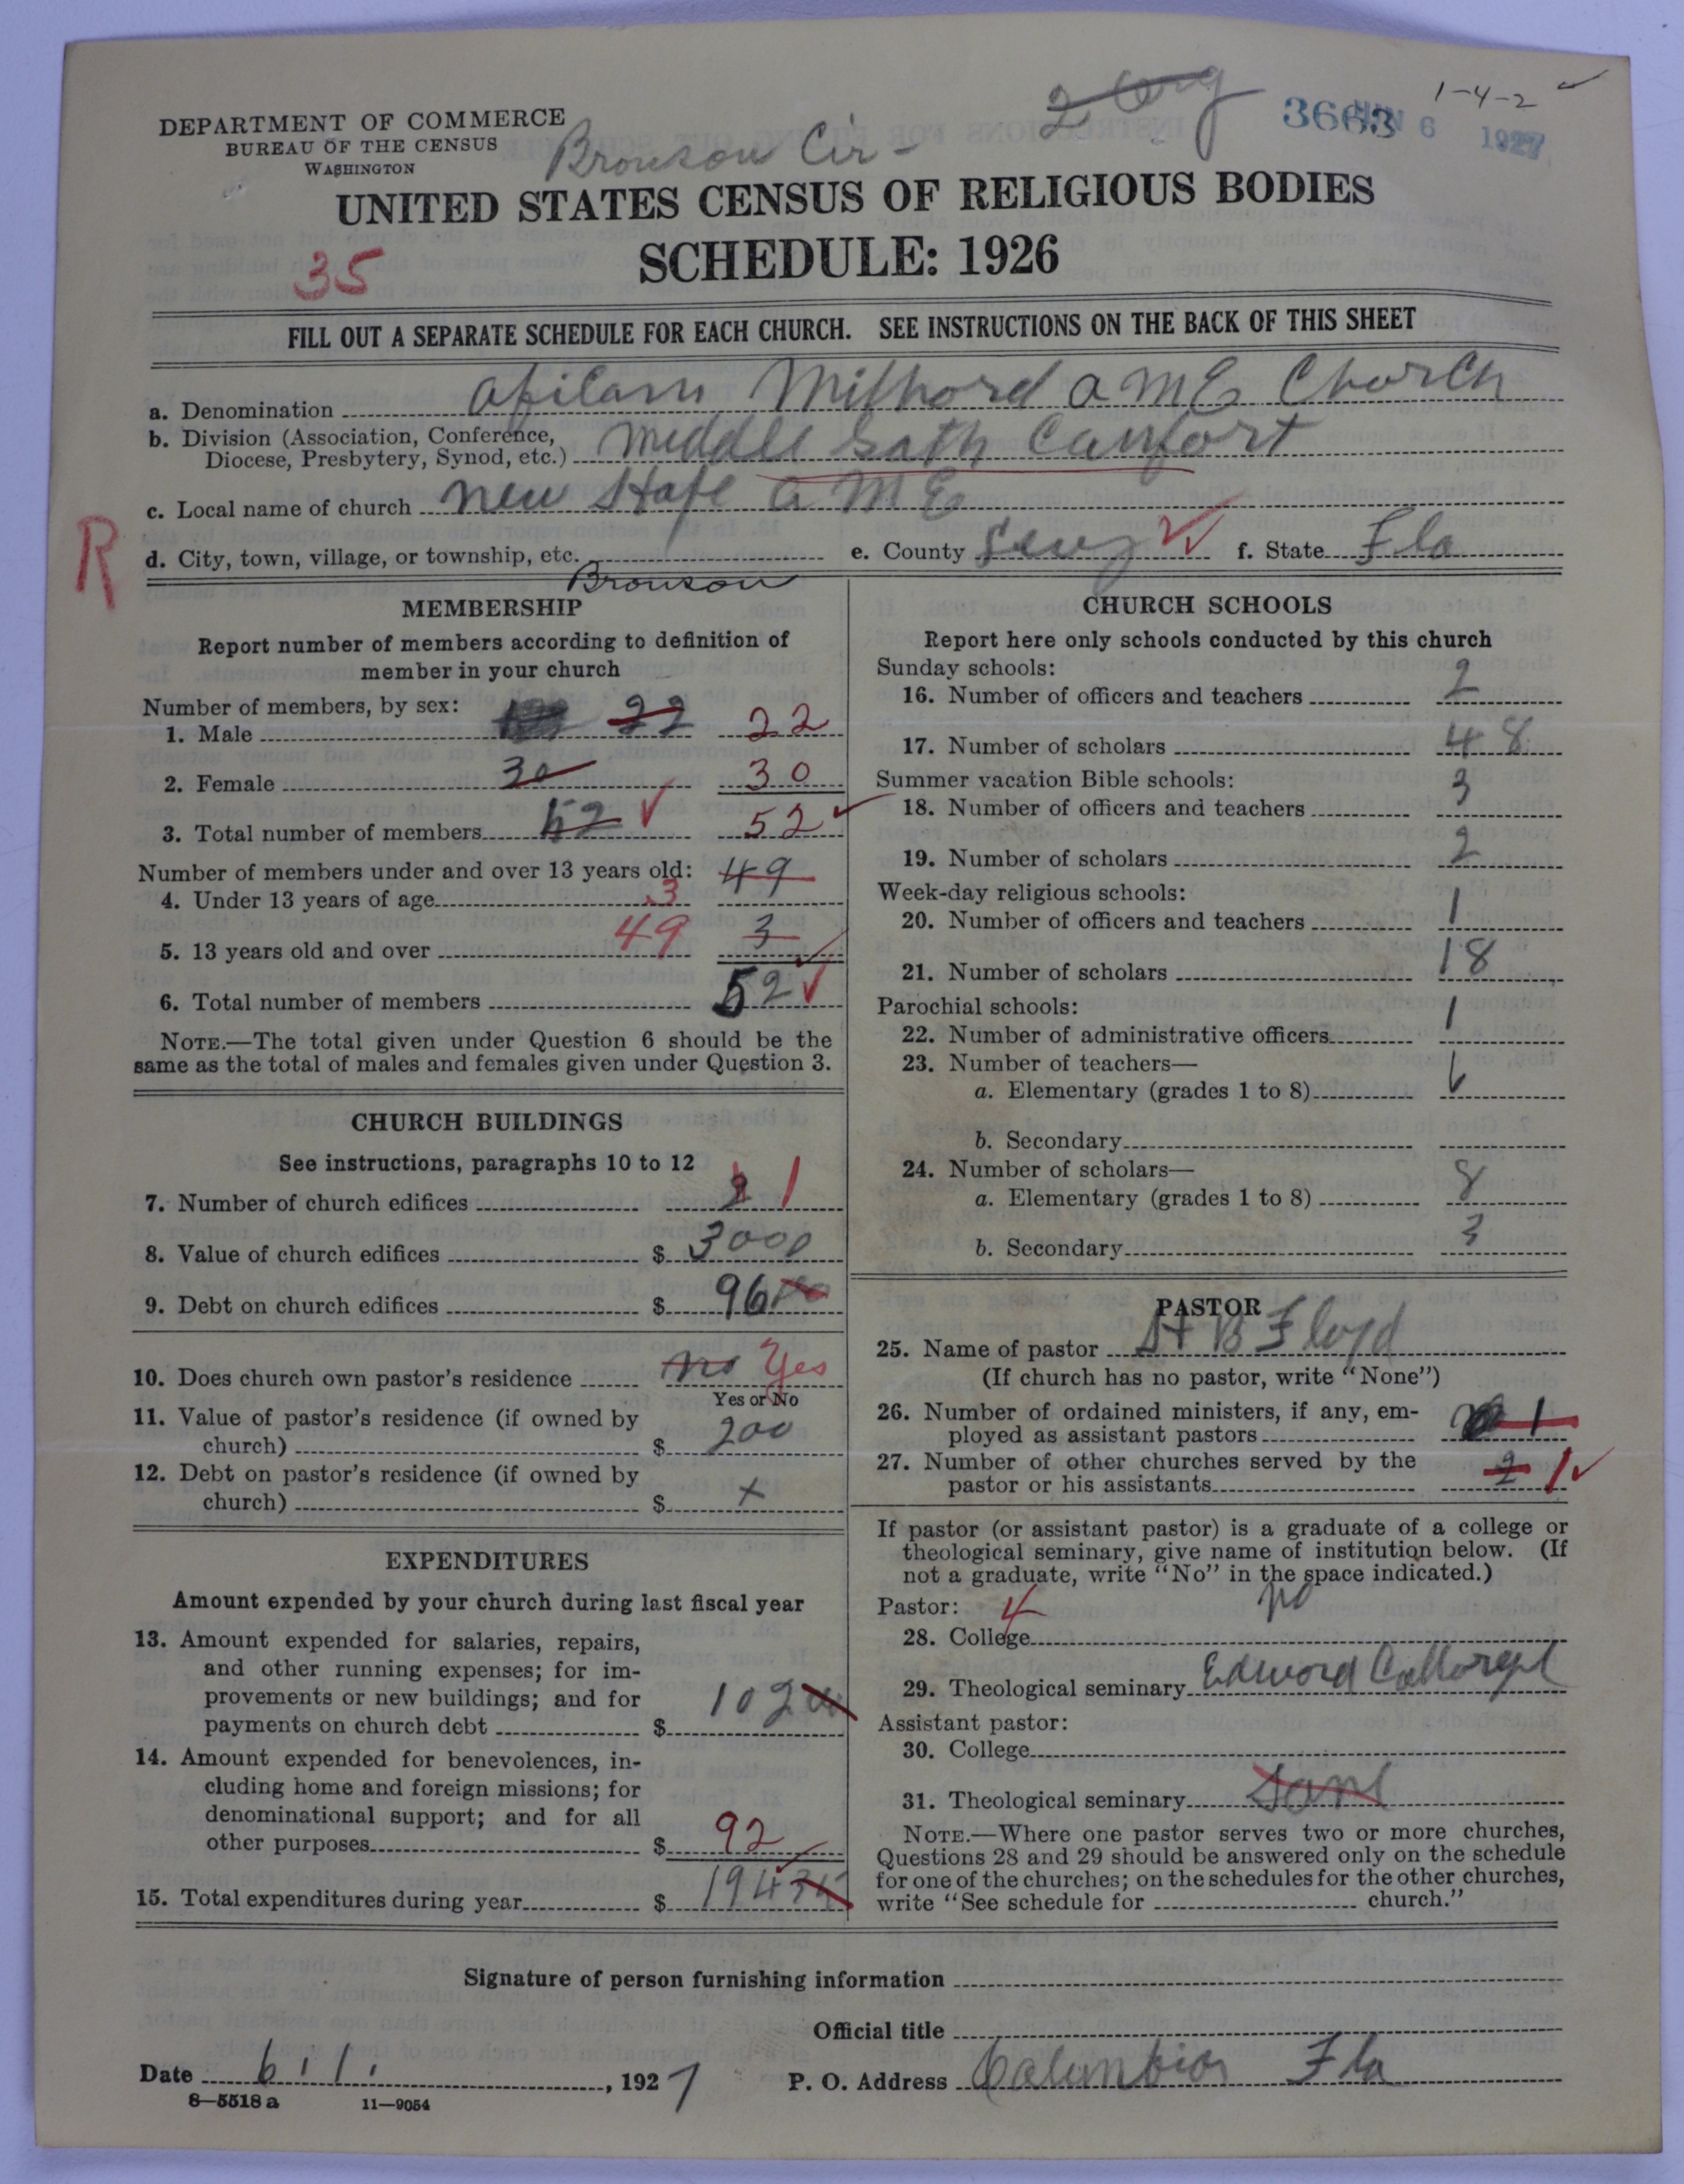 2 Org
1-4-2
3663
JUN 6 1927
DEPARTMENT OF COMMERCE
BUREAU OF THE CENSUS
WASHINGTON
Bronson Cir-
UNITED STATES CENSUS OF RELIGIOUS BODIES
SCHEDULE: 1926
35
FILL OUT A SEPARATE SCHEDULE FOR EACH CHURCH. SEE INSTRUCTIONS ON THE BACK OF THIS SHEET
a. Denomination Afilam Milhord A M E Church
b. Division (Association, Conference,
Diocese, Presbytery, Synod, etc.) Middle Sath Canfort
c. Local name of church New Hope A M E
R
d. City, town, village, or township, etc. Bronson
e. County Levy f. State Fla
MEMBERSHIP
Report number of members according to definition of
member in your church
Number of members, by sex:
1. Male 22 22
2. Female 30 30
3. Total number of members 52 52
Number of members under and over 13 years old: 49
4. Under 13 years of age 3
5. 13 years old and over 49 3
6. Total number of members 52
NOTE.—The total given under Question 6 should be the
same as the total of males and females given under Question 3.
CHURCH BUILDINGS
See instructions, paragraphs 10 to 12
7. Number of church edifices 1
8. Value of church edifices $ 3000
9. Debt on church edifices $ 96
10. Does church own pastor's residence No Yes
Yes or No
11. Value of pastor's residence (if owned by
church) $ 200
12. Debt on pastor's residence (if owned by
church) $ x
EXPENDITURES
Amount expended by your church during last fiscal year
13. Amount expended for salaries, repairs,
and other running expenses; for im-
provements or new buildings; and for
payments on church debt $ 102
14. Amount expended for benevolences, in-
cluding home and foreign missions; for
denominational support; and for all
other purposes $ 92
15. Total expenditures during year $ 194
CHURCH SCHOOLS
Report here only schools conducted by this church
Sunday schools:
16. Number of officers and teachers 2
17. Number of scholars 48
Summer vacation Bible schools:
18. Number of officers and teachers 3
19. Number of scholars 2
Week-day religious schools:
20. Number of officers and teachers 1
21. Number of scholars 18
Parochial schools:
22. Number of administrative officers 1
23. Number of teachers—
a. Elementary (grades 1 to 8) 6
b. Secondary
24. Number of scholars—
a. Elementary (grades 1 to 8) 8
b. Secondary 3
PASTOR
25. Name of pastor B Floyd
(If church has no pastor, write "None")
26. Number of ordained ministers, if any, em-
ployed as assistant pastors 1
27. Number of other churches served by the
pastor or his assistants 2 1
If pastor (or assistant pastor) is a graduate of a college or
theological seminary, give name of institution below. (If
not a graduate, write "No" in the space indicated.)
Pastor: 4
28. College No
29. Theological seminary Edword
Assistant pastor:
30. College
31. Theological seminary Sam
NOTE.—Where one pastor serves two or more churches,
Questions 28 and 29 should be answered only on the schedule
for one of the churches; on the schedules for the other churches,
write "See schedule for church."
Signature of person furnishing information
Official title
Date 6. 1. , 1927
P. O. Address Calumbia Fla
8—5518 a 11—9054